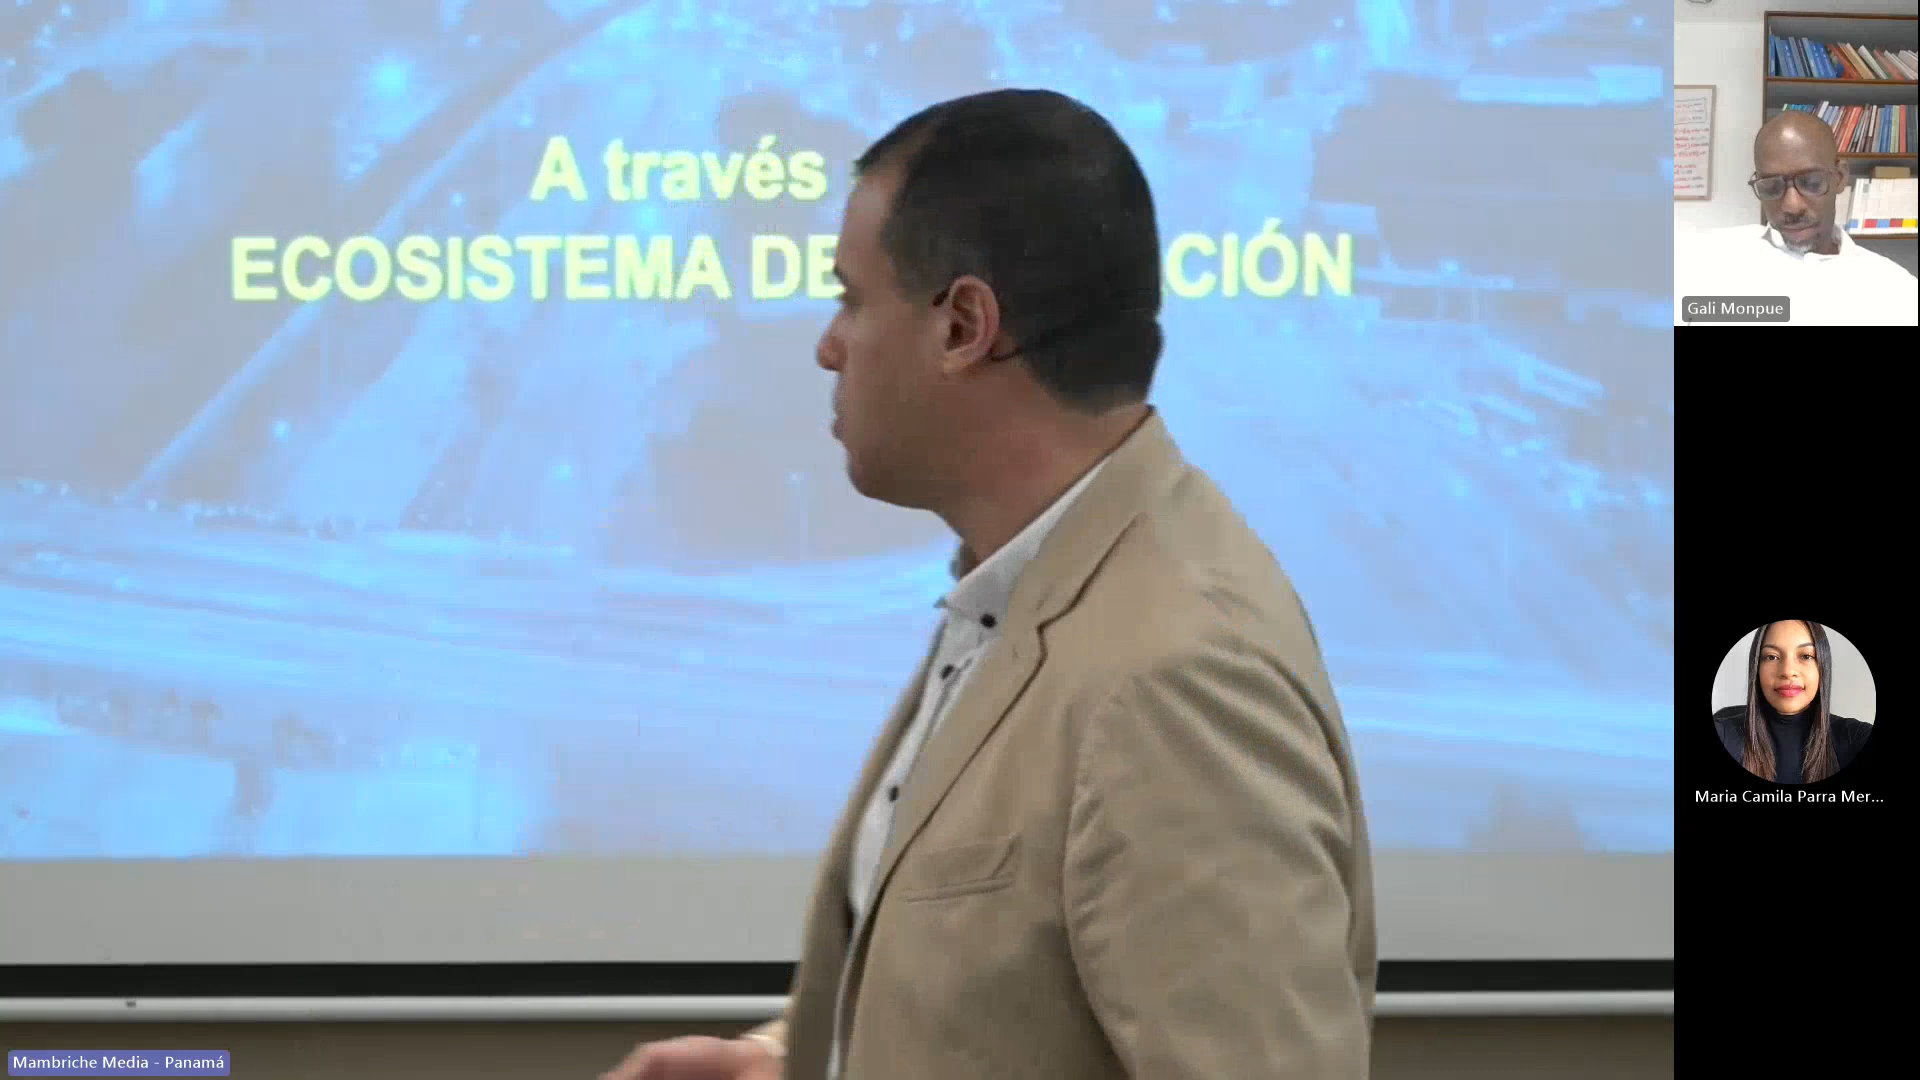 A través
ECOSISTEMA DE
CIÓN
Gali Monpue
Maria Camila Parra Mer...
Mambriche Media - Panamá